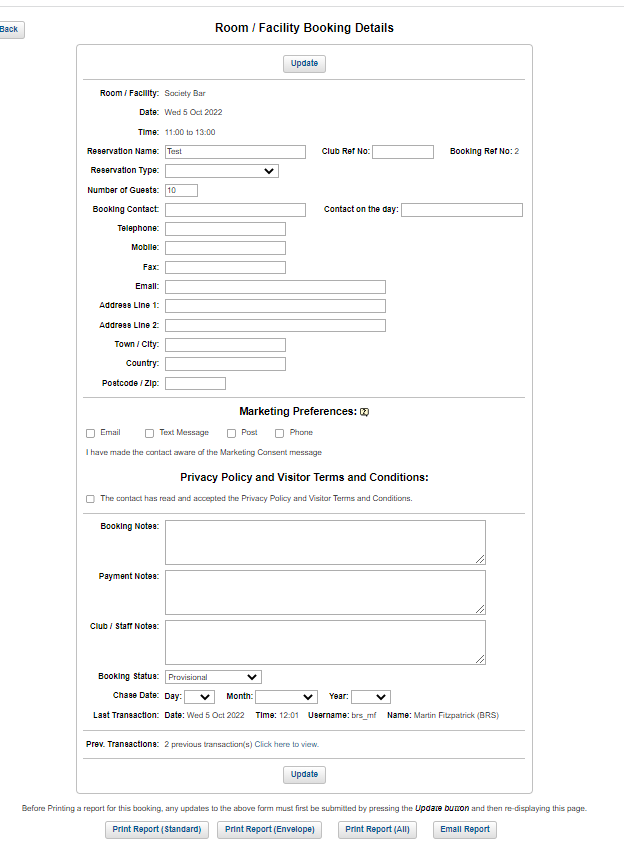 Back
Room / Facility Booking Details
Update
Room / Facility: Society Bar
Date: Wed 5 Oct 2022
Time: 11:00 to 13:00
Reservation Name: Test Club Ref No: Booking Ref No: 2
Reservation Type:
Number of Guests: 10
Booking Contact: Contact on the day:
Telephone:
Mobile:
Fax:
Email:
Address Line 1:
Address Line 2:
Town / City:
Country:
Postcode / Zip:
Marketing Preferences: [?]
Email Text Message Post Phone
I have made the contact aware of the Marketing Consent message
Privacy Policy and Visitor Terms and Conditions:
The contact has read and accepted the Privacy Policy and Visitor Terms and Conditions.
Booking Notes:
Payment Notes:
Club / Staff Notes:
Booking Status: Provisional
Chase Date: Day: Month: Year:
Last Transaction: Date: Wed 5 Oct 2022 Time: 12:01 Username: brs_mf Name: Martin Fitzpatrick (BRS)
Prev. Transactions: 2 previous transaction(s) Click here to view.
Update
Before Printing a report for this booking, any updates to the above form must first be submitted by pressing the Update button and then re-displaying this page.
Print Report (Standard) Print Report (Envelope) Print Report (All) Email Report